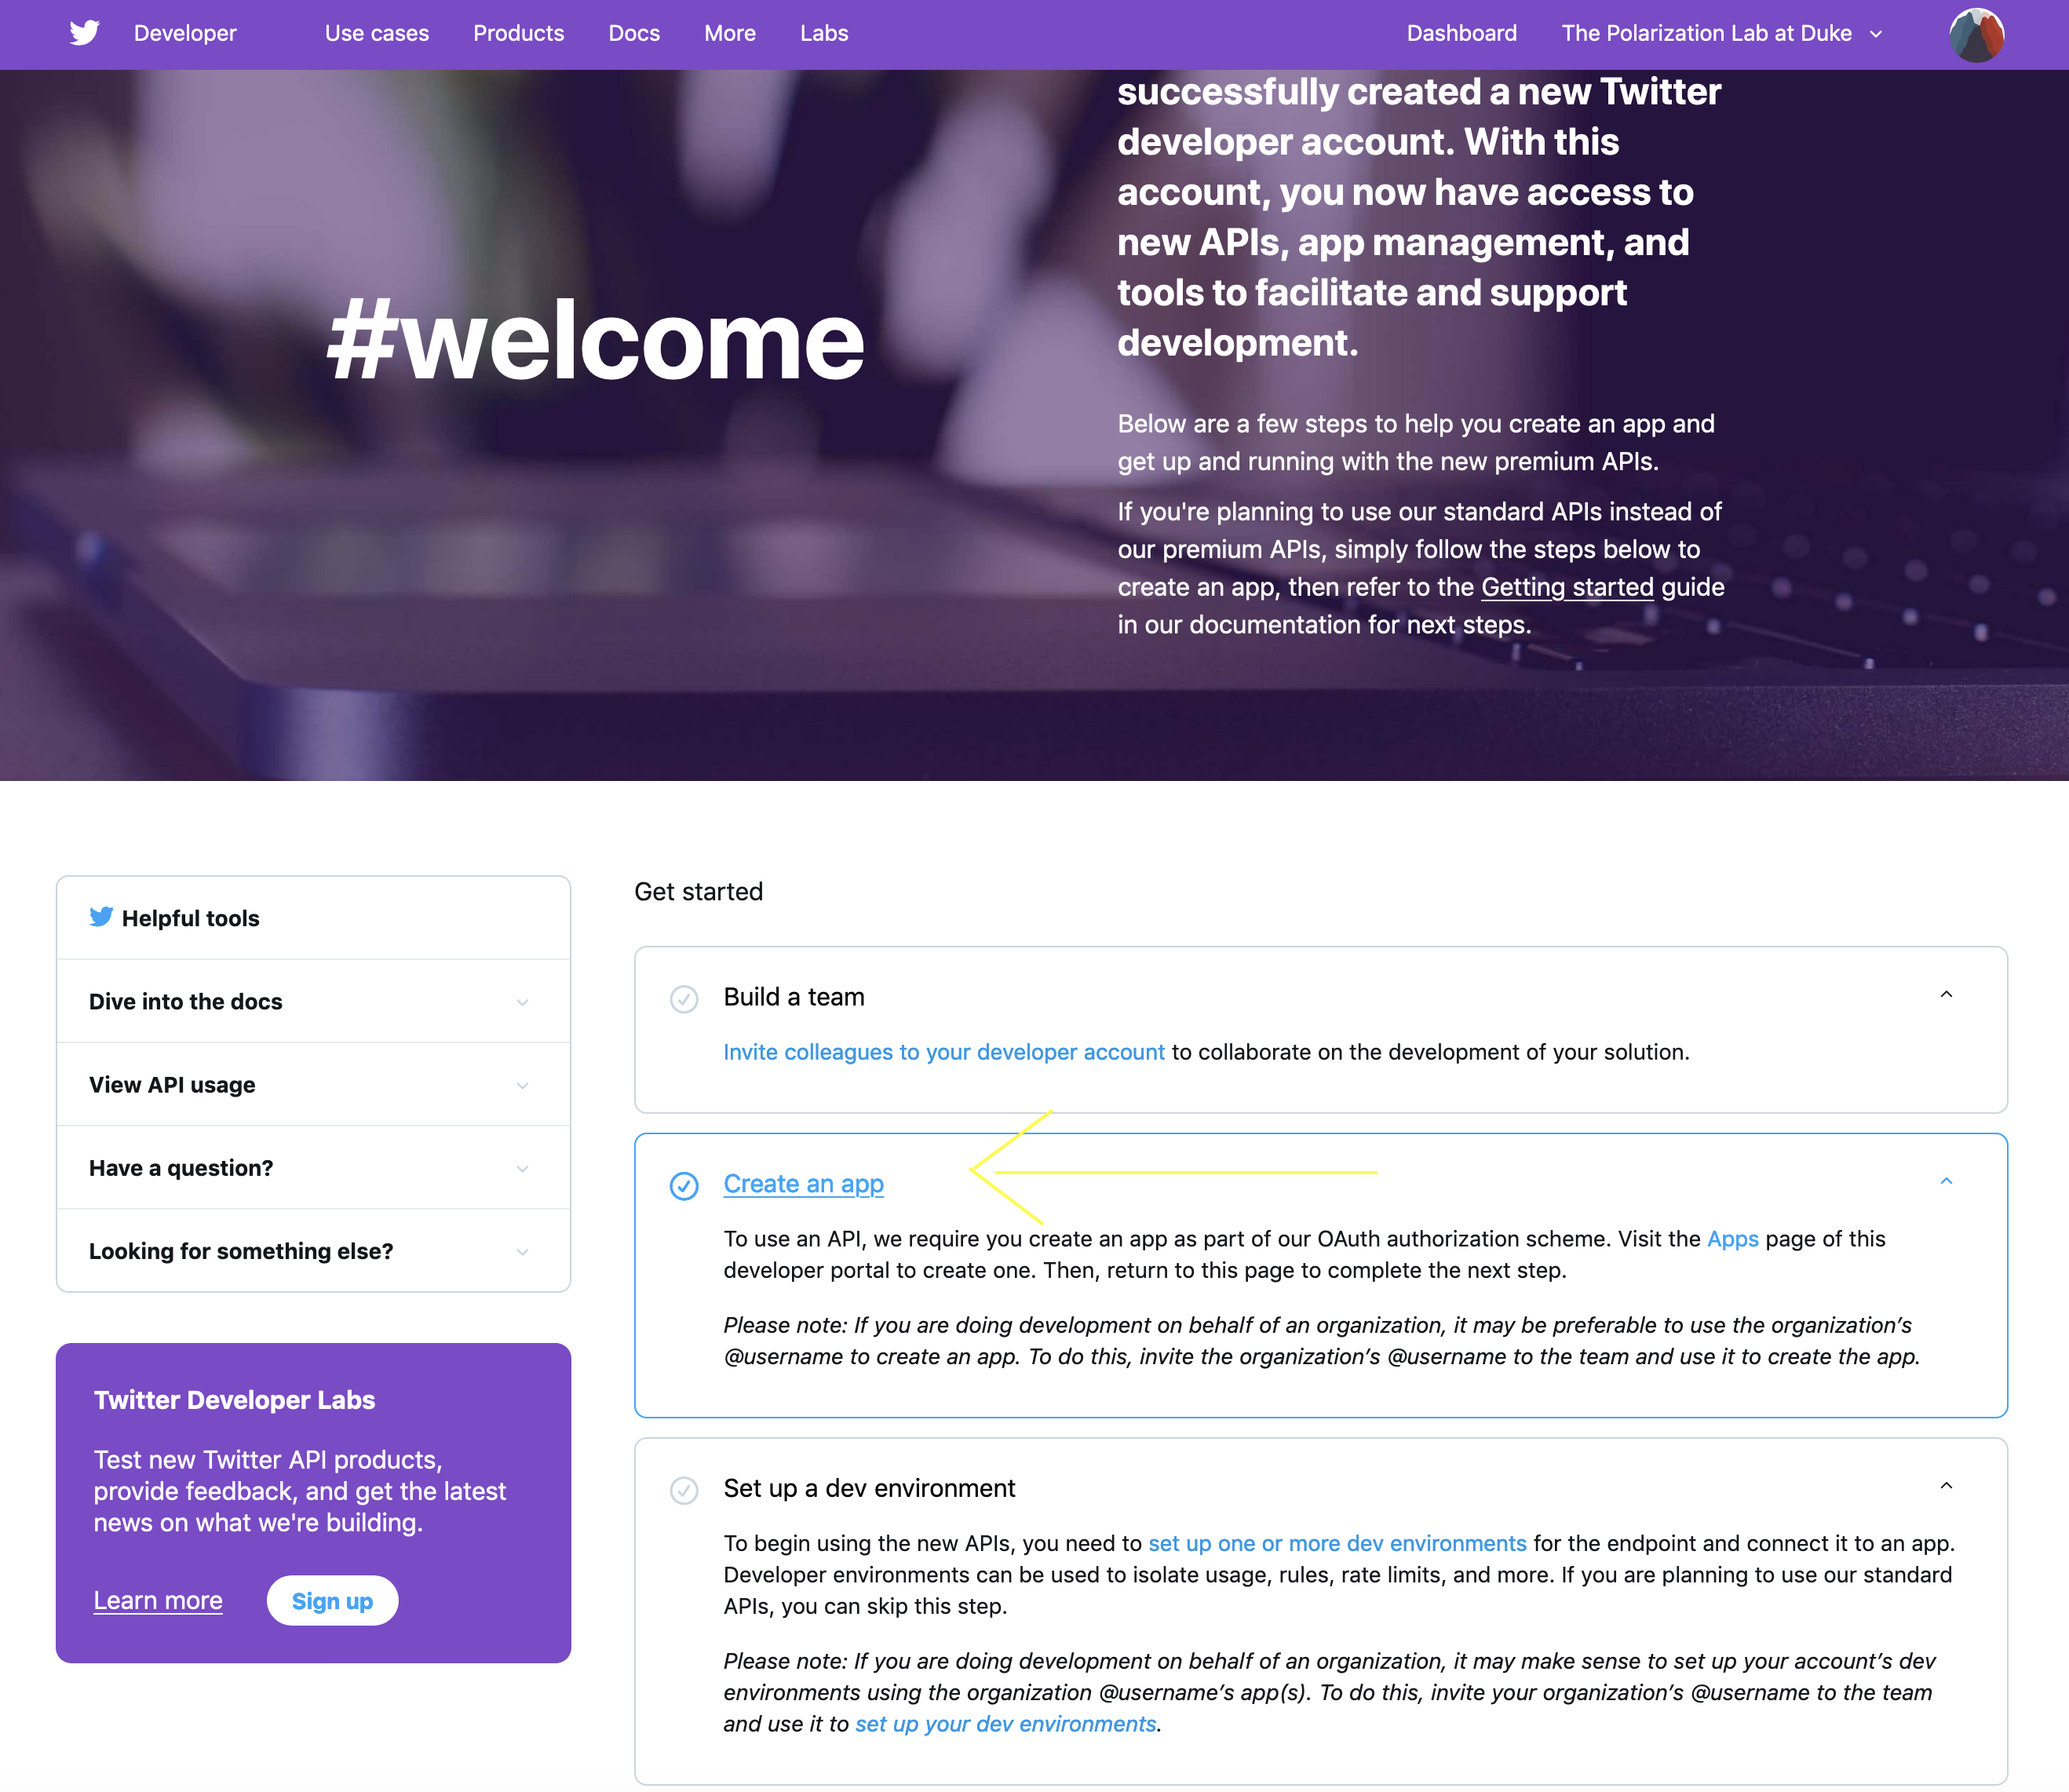 Developer
Use cases
Products
Docs
More
Labs
Dashboard
The Polarization Lab at Duke
#welcome
successfully created a new Twitter
developer account. With this
account, you now have access to
new APIs, app management, and
tools to facilitate and support
development.
Below are a few steps to help you create an app and
get up and running with the new premium APIs.
If you're planning to use our standard APIs instead of
our premium APIs, simply follow the steps below to
create an app, then refer to the Getting started guide
in our documentation for next steps.
Helpful tools
Dive into the docs
View API usage
Have a question?
Looking for something else?
Twitter Developer Labs
Test new Twitter API products,
provide feedback, and get the latest
news on what we're building.
Learn more
Sign up
Get started
Build a team
Invite colleagues to your developer account to collaborate on the development of your solution.
Create an app
To use an API, we require you create an app as part of our OAuth authorization scheme. Visit the Apps page of this
developer portal to create one. Then, return to this page to complete the next step.
Please note: If you are doing development on behalf of an organization, it may be preferable to use the organization’s
@username to create an app. To do this, invite the organization’s @username to the team and use it to create the app.
Set up a dev environment
To begin using the new APIs, you need to set up one or more dev environments for the endpoint and connect it to an app.
Developer environments can be used to isolate usage, rules, rate limits, and more. If you are planning to use our standard
APIs, you can skip this step.
Please note: If you are doing development on behalf of an organization, it may make sense to set up your account’s dev
environments using the organization @username’s app(s). To do this, invite your organization’s @username to the team
and use it to set up your dev environments.